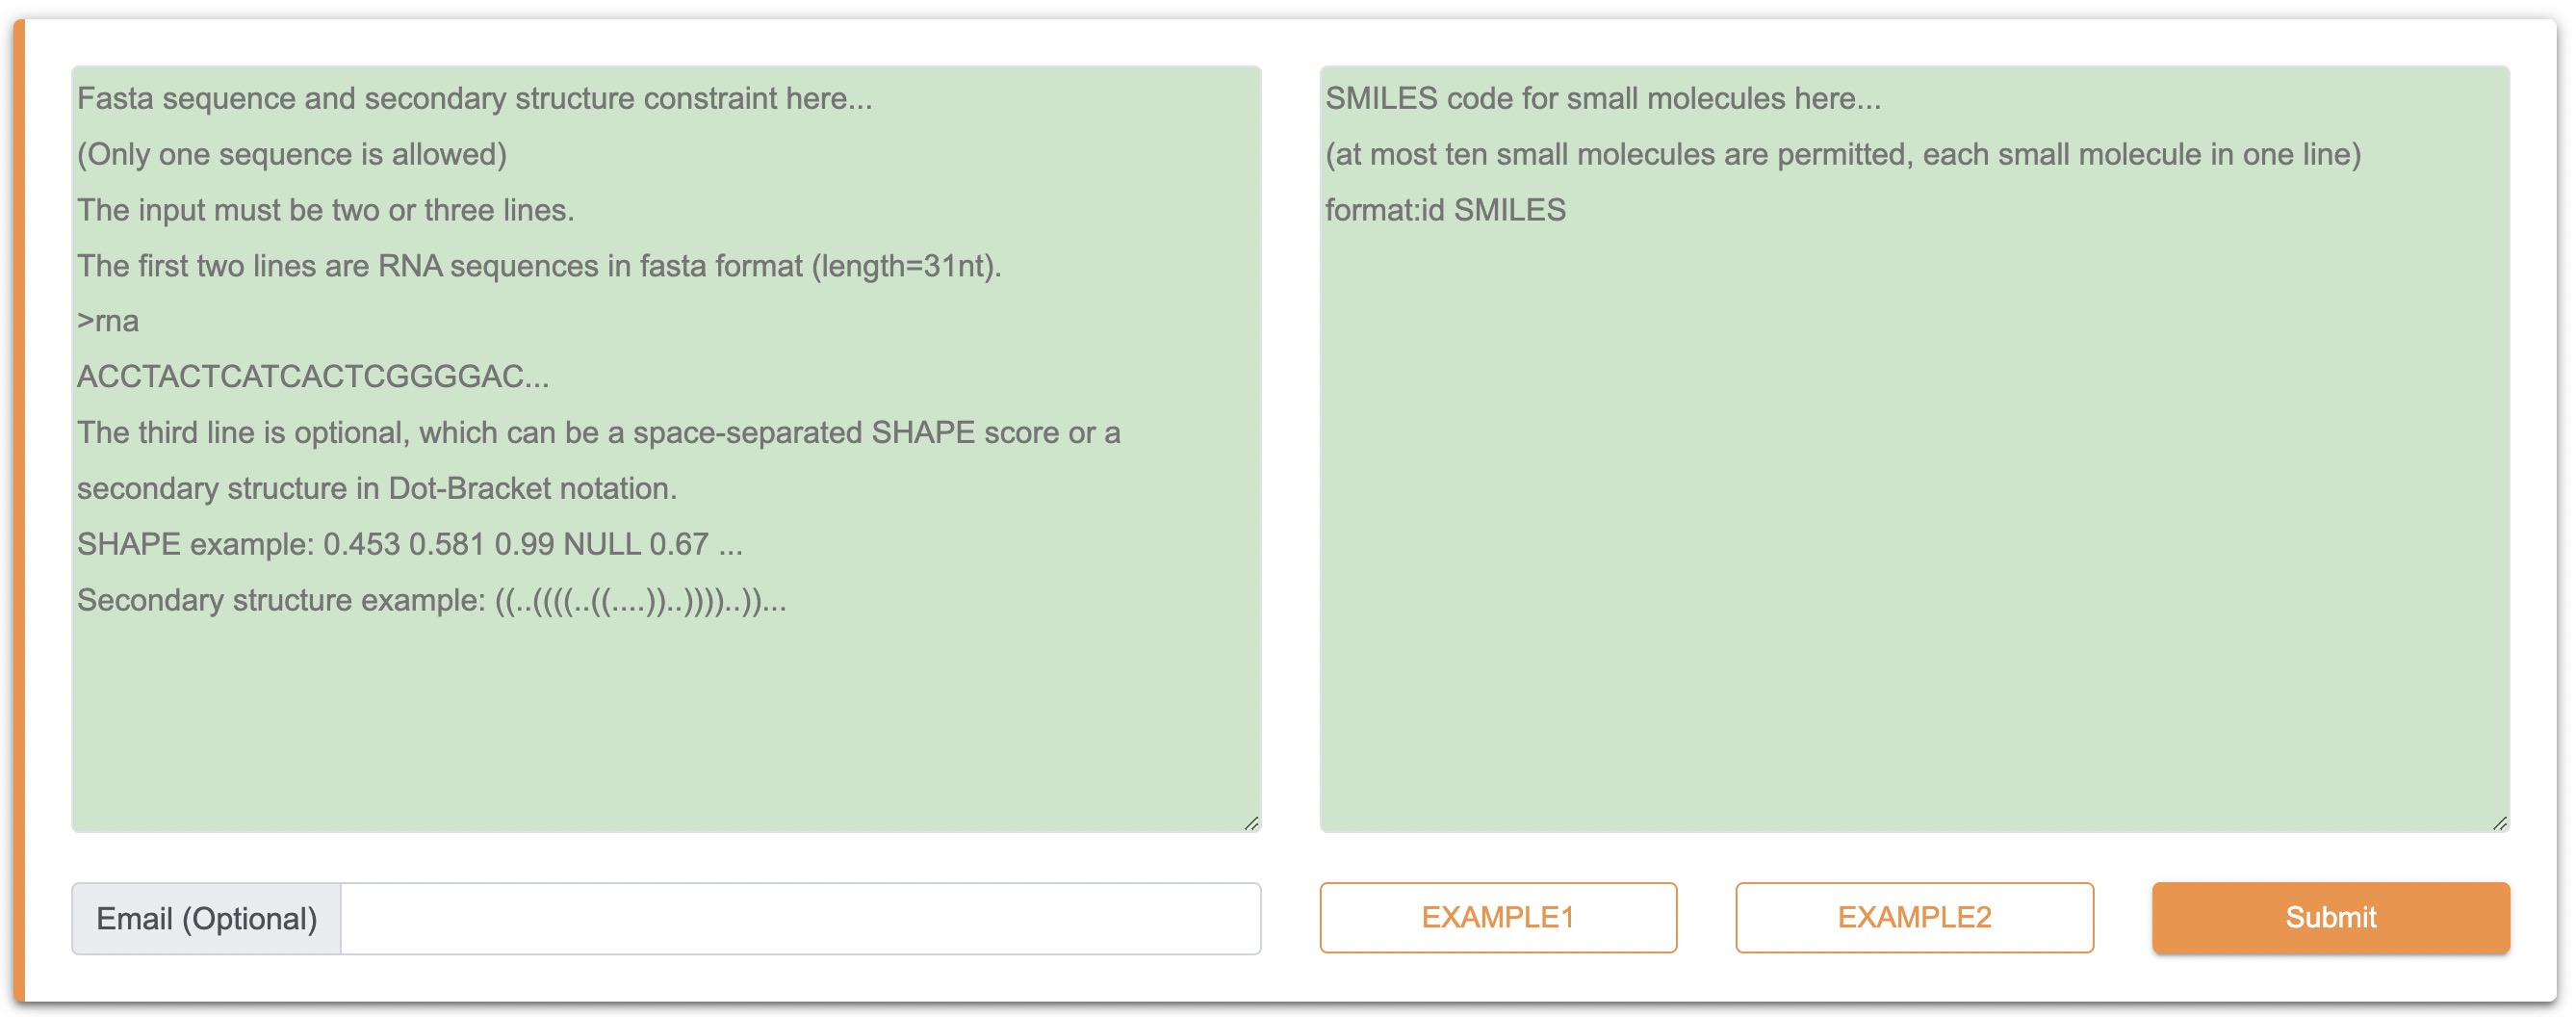 Fasta sequence and secondary structure constraint here...
(Only one sequence is allowed)
The input must be two or three lines.
The first two lines are RNA sequences in fasta format (length=31nt).
>rna
ACCTACTCATCACTCGGGGAC...
The third line is optional, which can be a space-separated SHAPE score or a
secondary structure in Dot-Bracket notation.
SHAPE example: 0.453 0.581 0.99 NULL 0.67 ...
Secondary structure example: ((..((((..((....))..))))..))...
SMILES code for small molecules here...
(at most ten small molecules are permitted, each small molecule in one line)
format:id SMILES
Email (Optional)
EXAMPLE1
EXAMPLE2
Submit